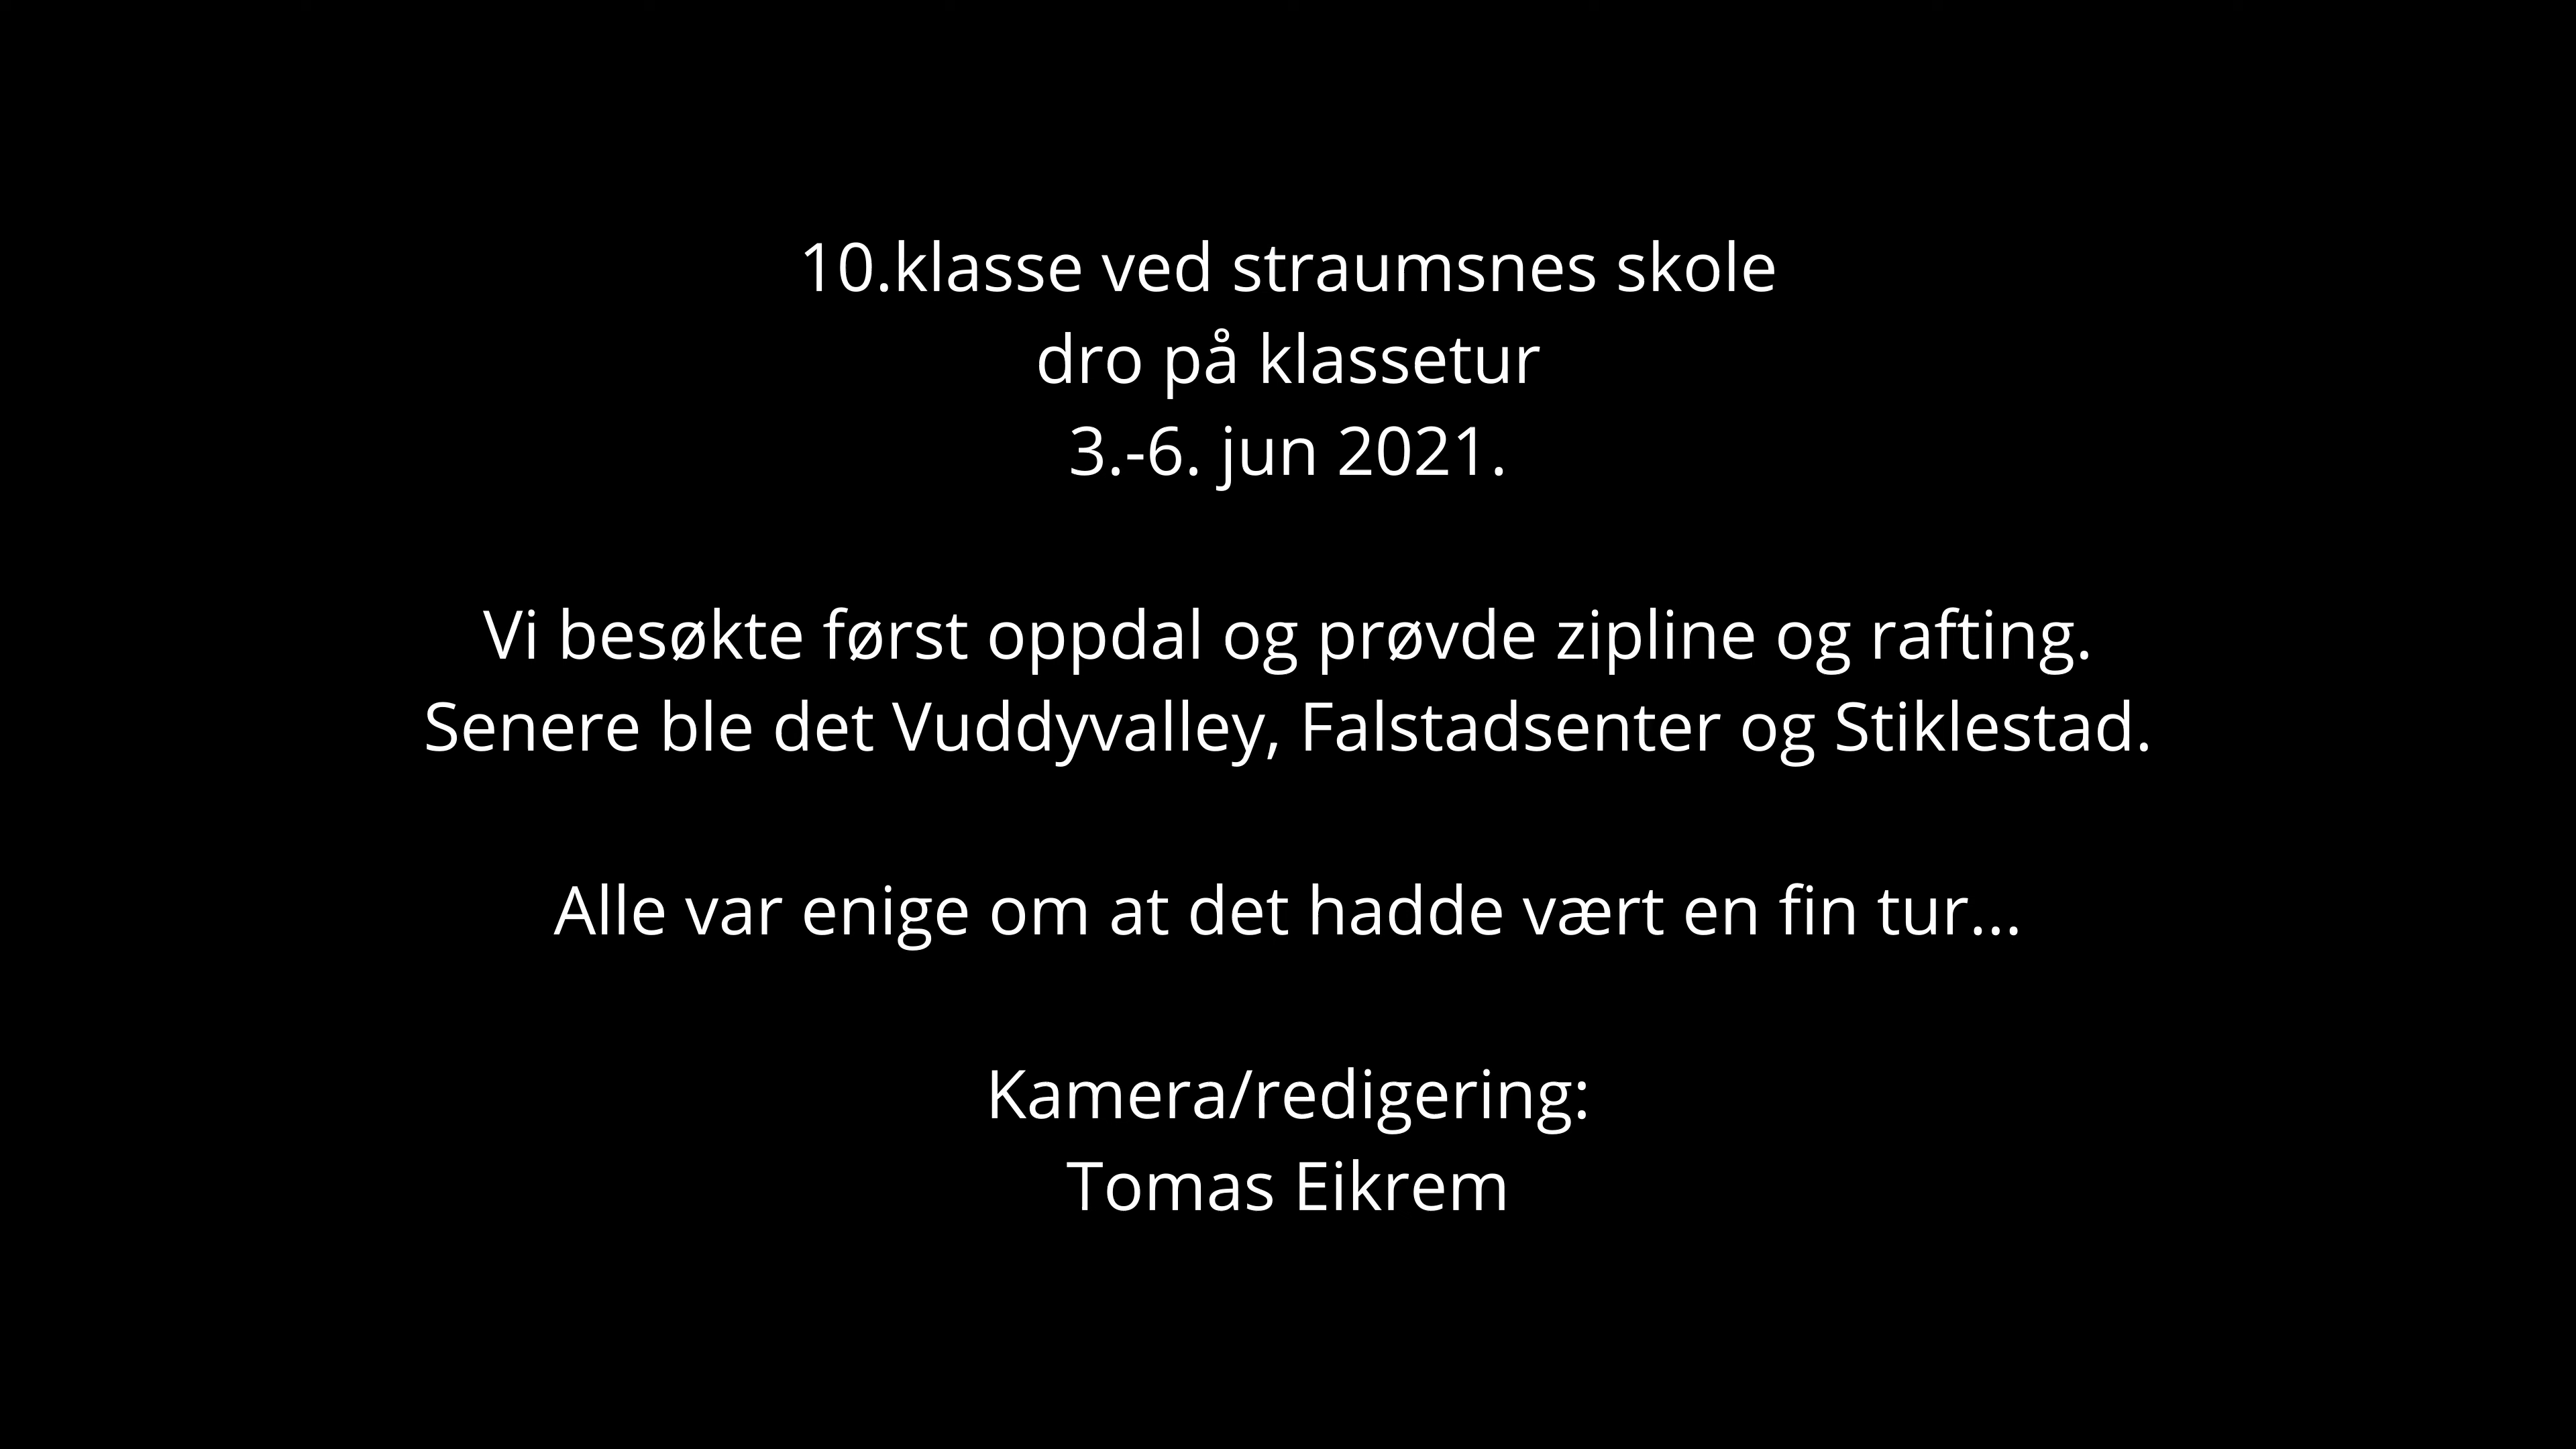 10.klasse ved straumsnes skole
dro på klassetur
3.-6. jun 2021.
Vi besøkte først oppdal og prøvde zipline og rafting.
Senere ble det Vuddyvalley, Falstadsenter og Stiklestad.
Alle var enige om at det hadde vært en fin tur...
Kamera/redigering:
Tomas Eikrem